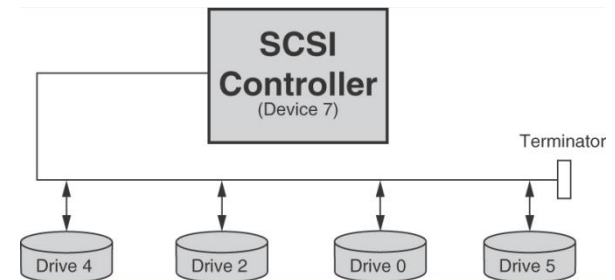 SCSI
Controller
(Device 7)
Terminator
Drive 4
Drive 2
Drive 0
Drive 5